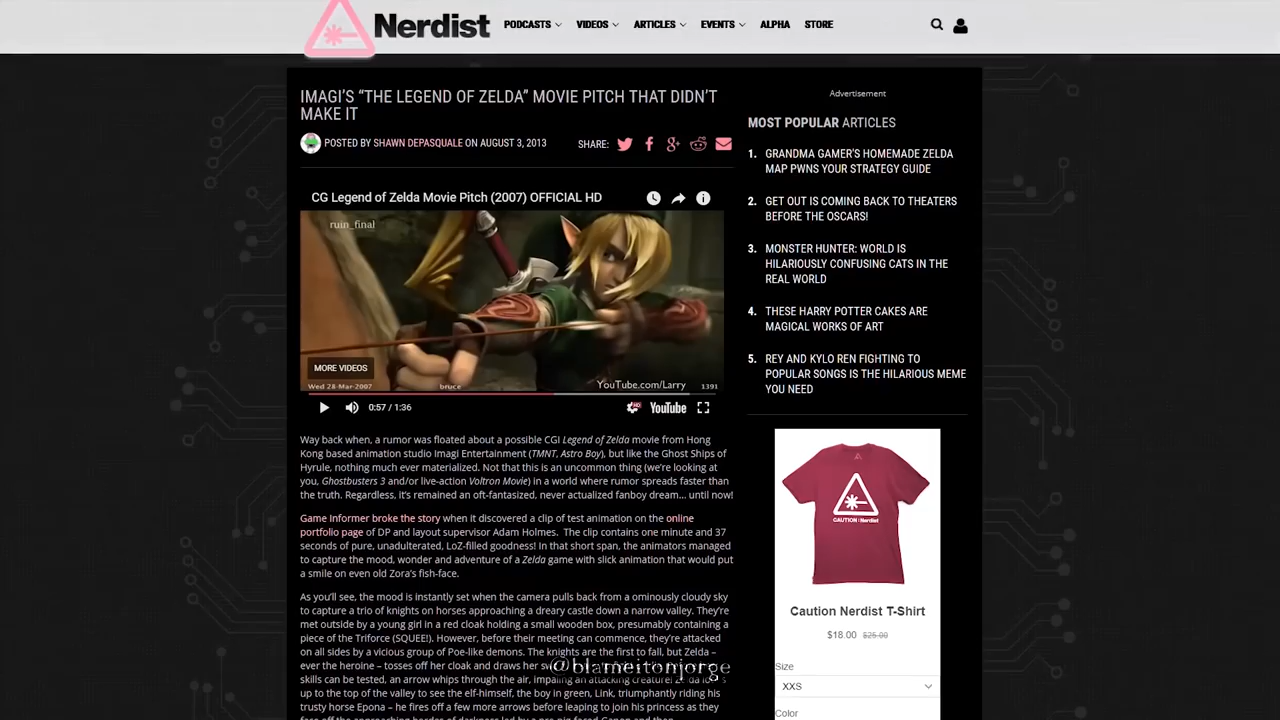 Nerdist
PODCASTS VIDEOS ARTICLES EVENTS ALPHA STORE
IMAGI'S “THE LEGEND OF ZELDA” MOVIE PITCH THAT DIDN'T
MAKE IT
POSTED BY SHAWN DEPASQUALE ON AUGUST 3, 2013
SHARE:
CG Legend of Zelda Movie Pitch (2007) OFFICIAL HD
ruin_final
MORE VIDEOS
Wed 28-Mar-2007 bruce YouTube.com/Larry 1391
0:57 / 1:36 YouTube
Way back when, a rumor was floated about a possible CGI Legend of Zelda movie from Hong
Kong based animation studio Imagi Entertainment (TMNT, Astro Boy), but like the Ghost Ships of
Hyrule, nothing much ever materialized. Not that this is an uncommon thing (we're looking at
you, Ghostbusters 3 and/or live-action Voltron Movie) in a world where rumor spreads faster than
the truth. Regardless, it's remained an oft-fantasized, never actualized fanboy dream… until now!
Game Informer broke the story when it discovered a clip of test animation on the online
portfolio page of DP and layout supervisor Adam Holmes. The clip contains one minute and 37
seconds of pure, unadulterated, LoZ-filled goodness! In that short span, the animators managed
to capture the mood, wonder and adventure of a Zelda game with slick animation that would put
a smile on even old Zora's fish-face.
As you'll see, the mood is instantly set when the camera pulls back from a ominously cloudy sky
to capture a trio of knights on horses approaching a dreary castle down a narrow valley. They're
met outside by a young girl in a red cloak holding a small wooden box, presumably containing a
piece of the Triforce (SQUEE!). However, before their meeting can commence, they're attacked
on all sides by a vicious group of Poe-like demons. The knights are the first to fall, but Zelda –
ever the heroine – tosses off her cloak and draws her
skills can be tested, an arrow whips through the air, impaling an attacking creature. Zelda
up to the top of the valley to see the elf-himself, the boy in green, Link, triumphantly riding his
trusty horse Epona – he fires off a few more arrows before leaping to join his princess as they
face off the approaching border of darkness led by a pre-pig faced Ganon and then
@blameitonjorge
Advertisement
MOST POPULAR ARTICLES
1. GRANDMA GAMER'S HOMEMADE ZELDA
MAP PWNS YOUR STRATEGY GUIDE
2. GET OUT IS COMING BACK TO THEATERS
BEFORE THE OSCARS!
3. MONSTER HUNTER: WORLD IS
HILARIOUSLY CONFUSING CATS IN THE
REAL WORLD
4. THESE HARRY POTTER CAKES ARE
MAGICAL WORKS OF ART
5. REY AND KYLO REN FIGHTING TO
POPULAR SONGS IS THE HILARIOUS MEME
YOU NEED
CAUTION Nerdist
Caution Nerdist T-Shirt
$18.00 $25.00
Size
XXS
Color